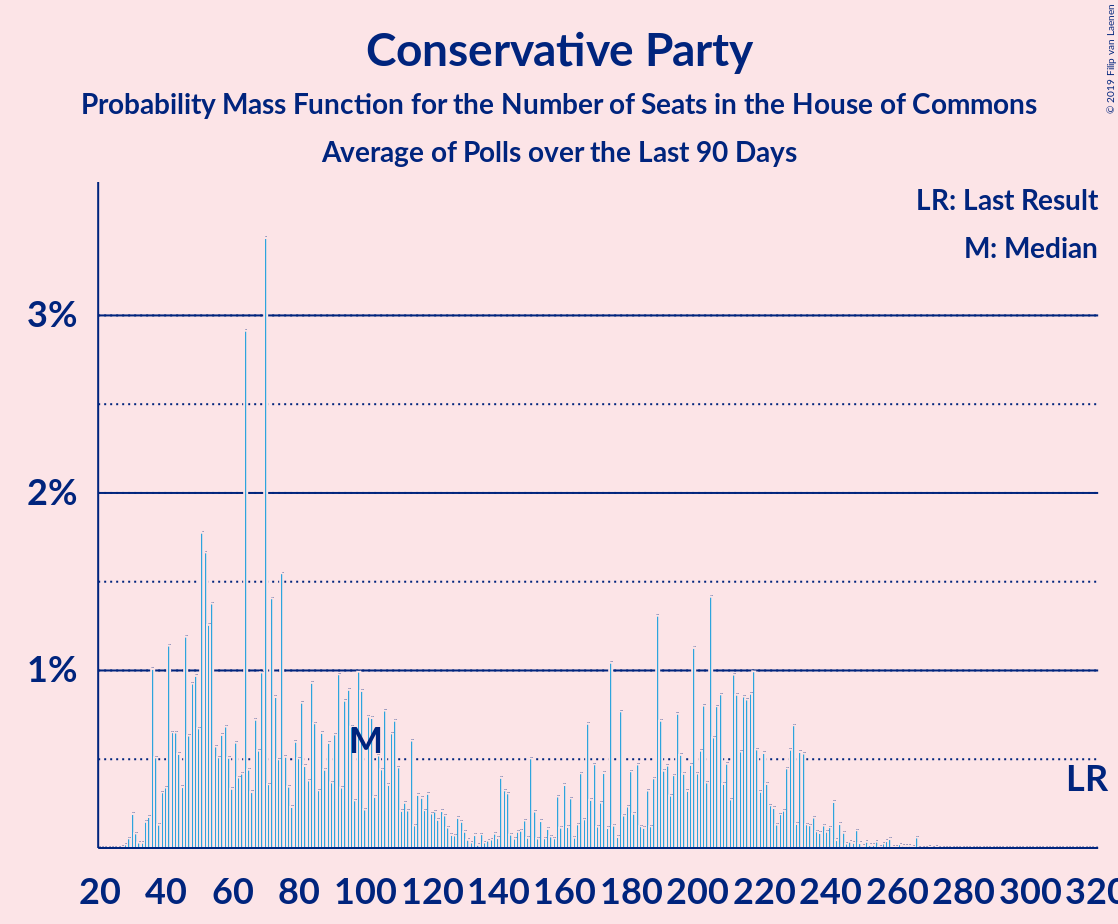 Conservative Party
Probability Mass Function for the Number of Seats in the House of Commons
Average of Polls over the Last 90 Days
© 2019 Filip van Laenen
LR: Last Result
M: Median
3%
2%
1%
M
LR
20 40 60 80 100 120 140 160 180 200 220 240 260 280 300 320